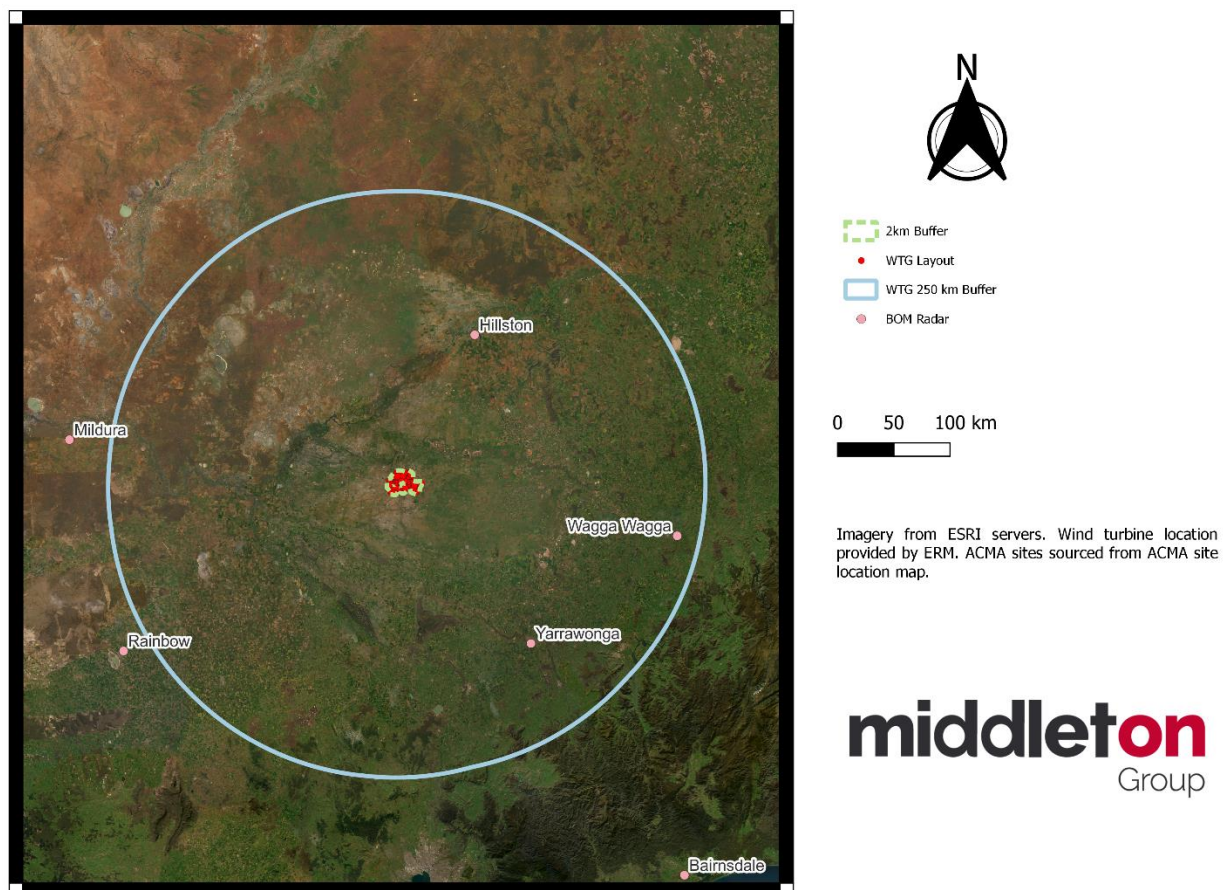 N
2km Buffer
WTG Layout
WTG 250 km Buffer
BOM Radar
0 50 100 km
Imagery from ESRI servers. Wind turbine location
provided by ERM. ACMA sites sourced from ACMA site
location map.
middleton
Group
Hillston
Mildura
Wagga Wagga
Rainbow
Yarrawonga
Bairnsdale